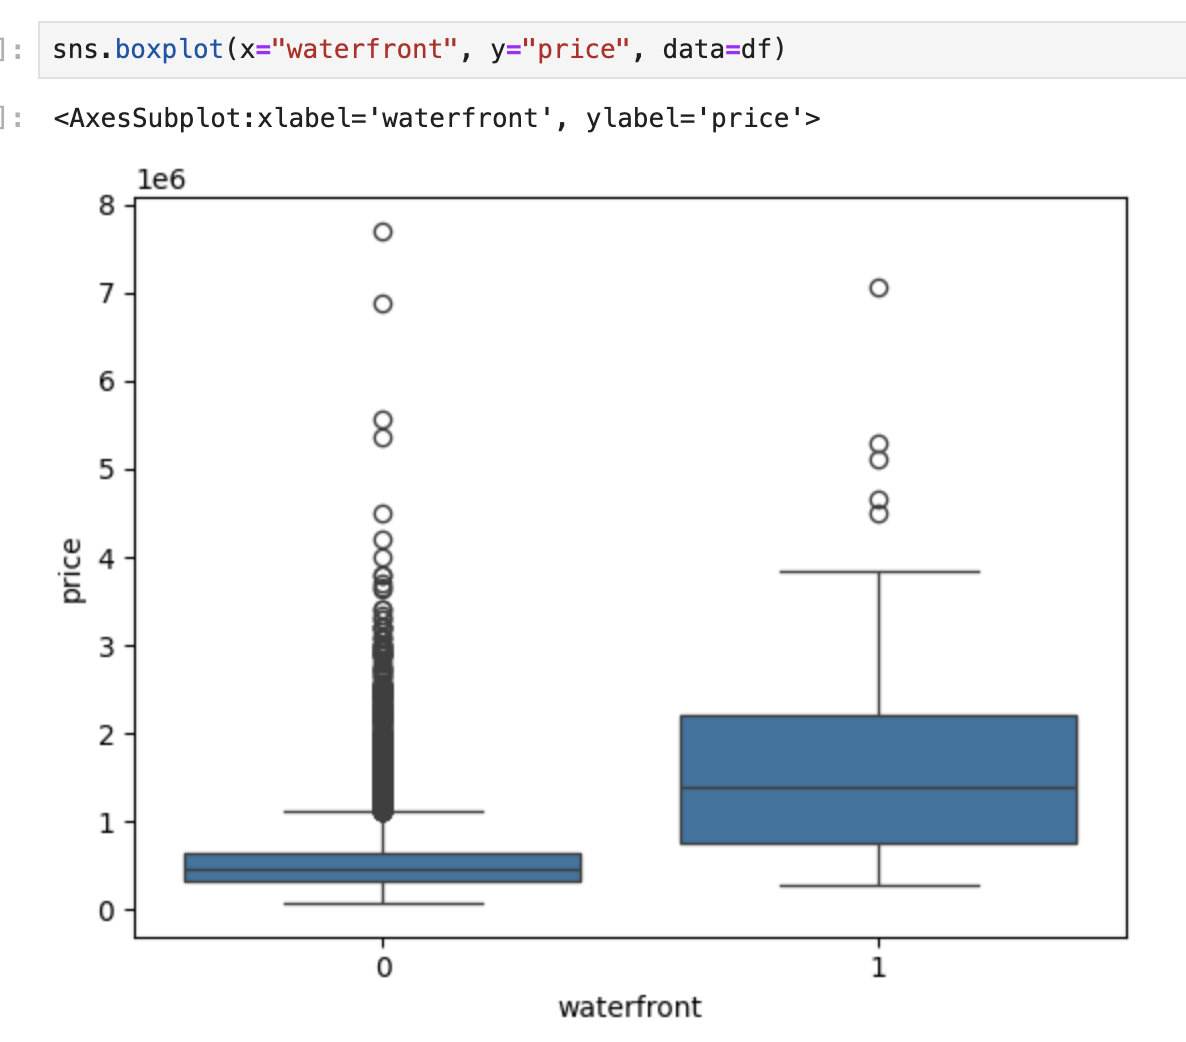 ]: sns.boxplot(x="waterfront", y="price", data=df)
]: <AxesSubplot:xlabel='waterfront', ylabel='price'>
1e6
8
7
6
5
4
3
2
1
0
price
0 1
waterfront